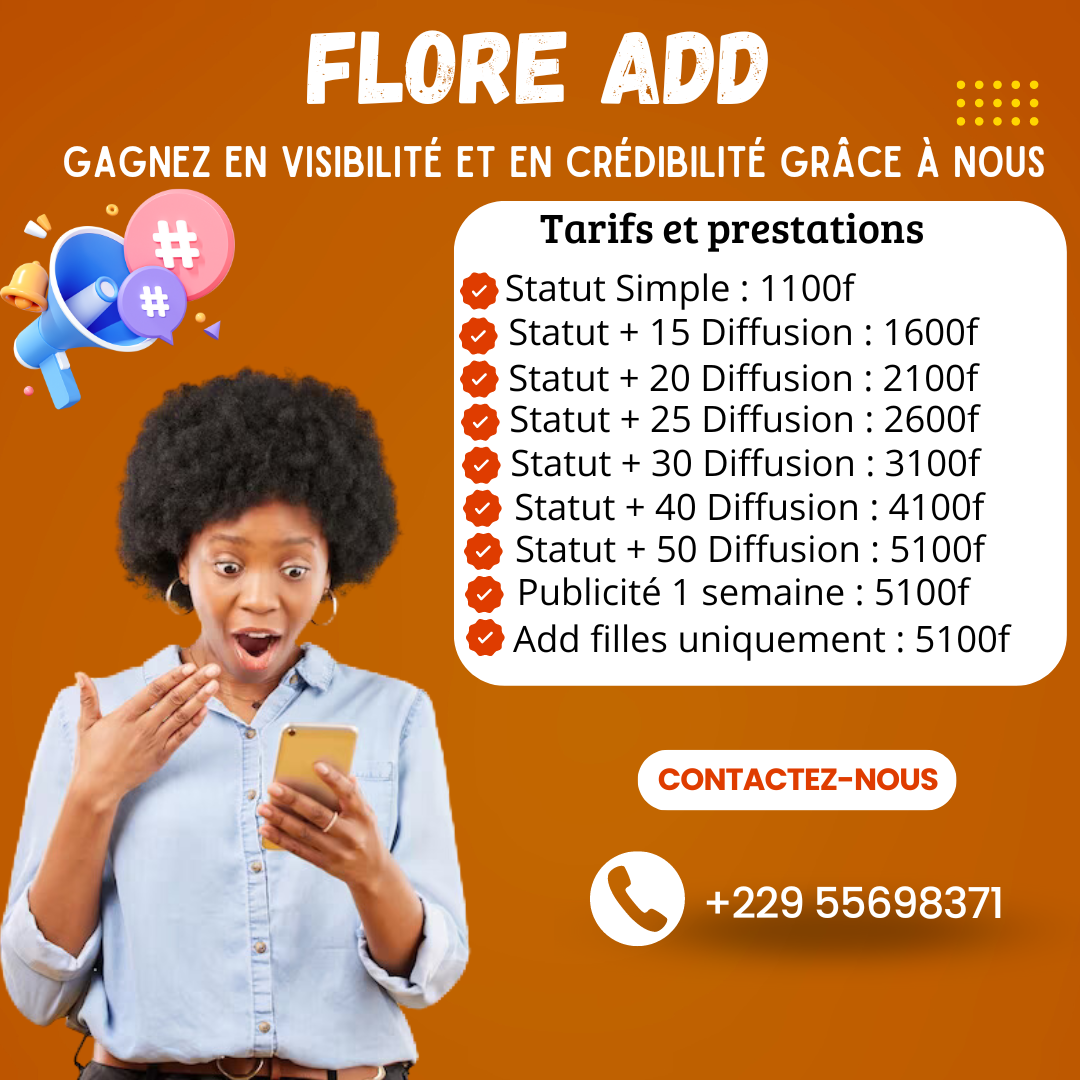 FLORE ADD
GAGNEZ EN VISIBILITÉ ET EN CRÉDIBILITÉ GRÂCE À NOUS
#
#
Tarifs et prestations
Statut Simple : 1100f
Statut + 15 Diffusion : 1600f
Statut + 20 Diffusion : 2100f
Statut + 25 Diffusion : 2600f
Statut + 30 Diffusion : 3100f
Statut + 40 Diffusion : 4100f
Statut + 50 Diffusion : 5100f
Publicité 1 semaine : 5100f
Add filles uniquement : 5100f
CONTACTEZ-NOUS
+229 55698371